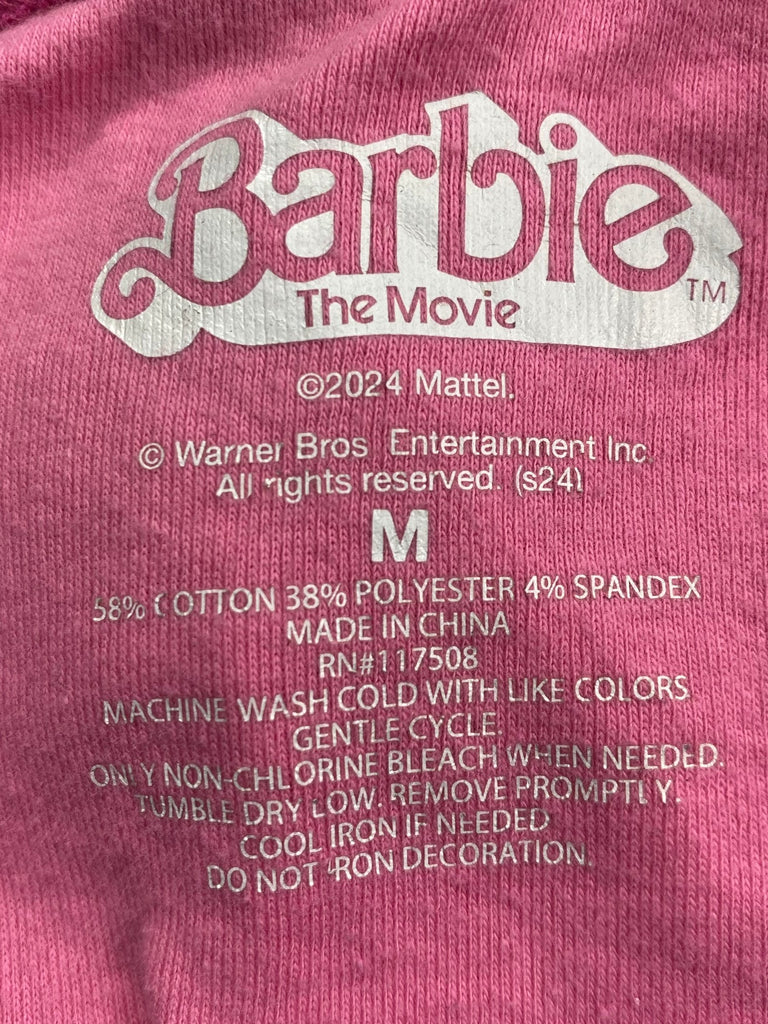 Barbie
The Movie TM
©2024 Mattel.
© Warner Bros Entertainment Inc.
All rights reserved. (s24)
M
58% COTTON 38% POLYESTER 4% SPANDEX
MADE IN CHINA
RN#117508
MACHINE WASH COLD WITH LIKE COLORS
GENTLE CYCLE.
ONLY NON-CHLORINE BLEACH WHEN NEEDED.
TUMBLE DRY LOW. REMOVE PROMPTLY.
COOL IRON IF NEEDED
DO NOT IRON DECORATION.